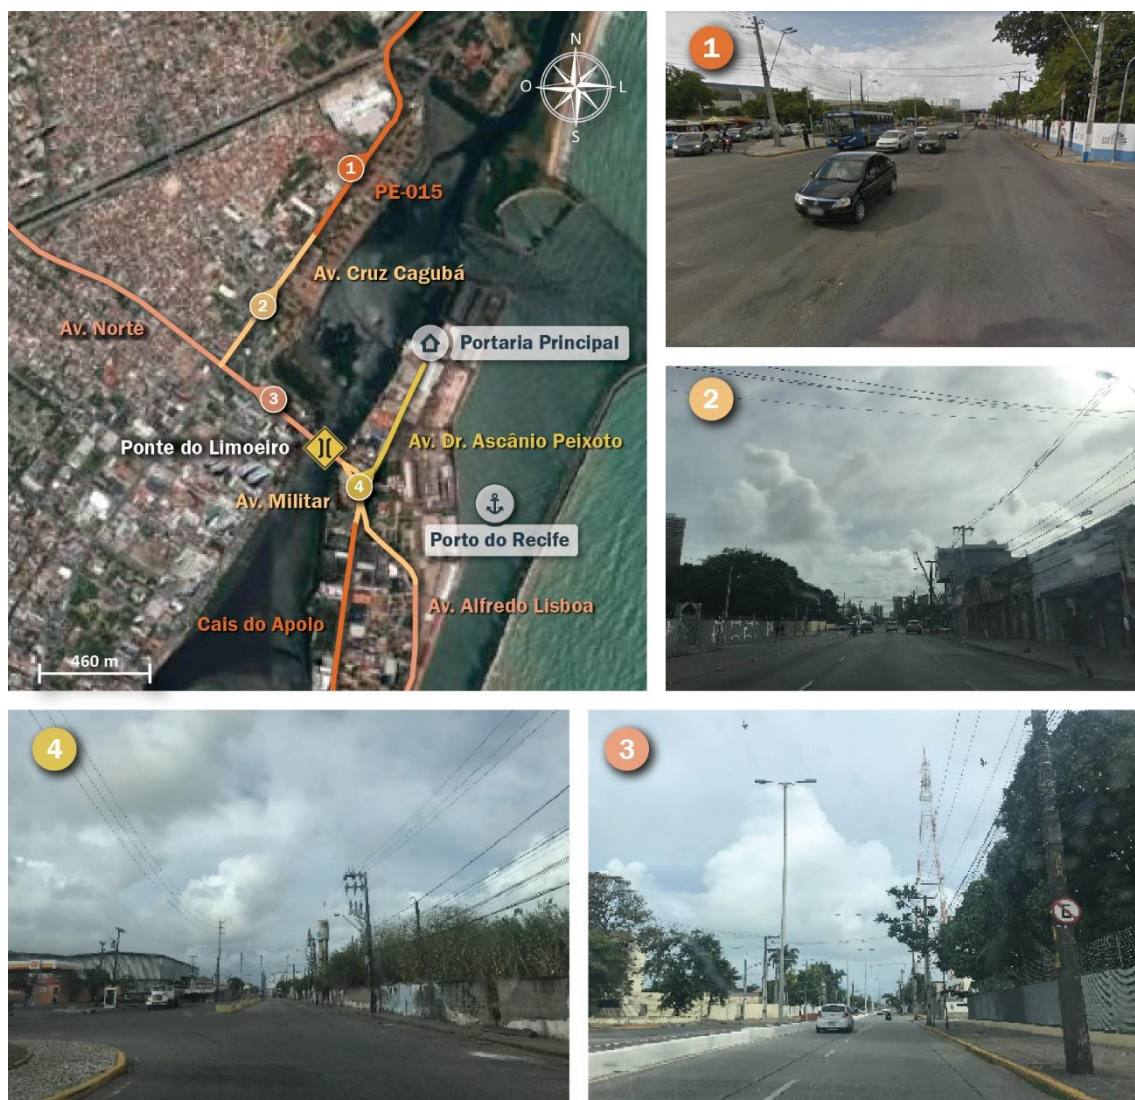 N
O
L
S
1
PE-015
Av. Cruz Cagubá
2
Av. Norte
Portaria Principal
3
Ponte do Limoeiro
Av. Dr. Ascânio Peixoto
4
Av. Militar
Porto do Recife
Av. Alfredo Lisboa
Cais do Apolo
460 m
1
2
4
3
E